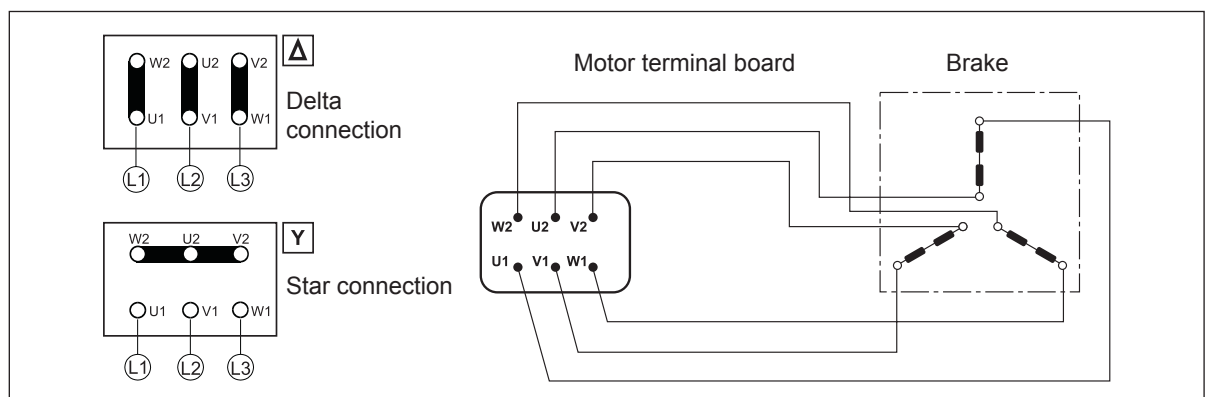 W2 U2 V2 Δ
U1 V1 W1
Delta
connection
L1 L2 L3
W2 U2 V2 Y
Star connection
U1 V1 W1
L1 L2 L3
Motor terminal board
Brake
W2 U2 V2
U1 V1 W1